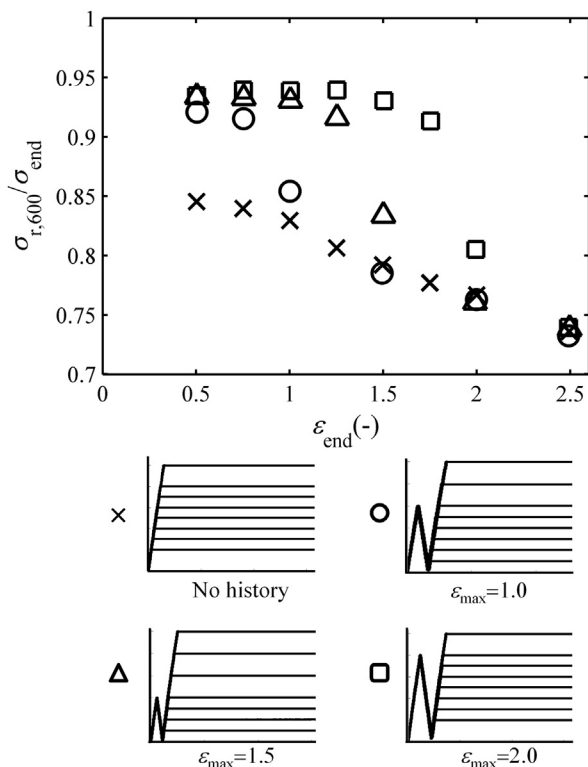 1
0.95
0.9
0.85
0.8
0.75
0.7
σr,600/σend
0.5 1 1.5 2 2.5
εend(-)
No history
εmax=1.0
εmax=1.5
εmax=2.0